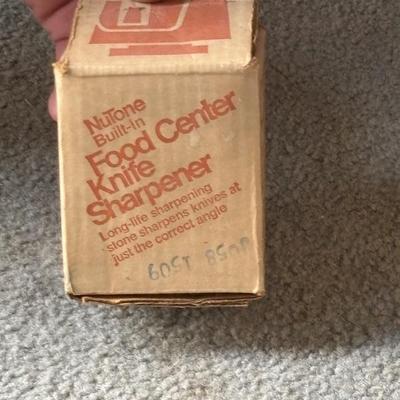 NuTone
Built-In
Food Center
Knife
Sharpener
Long-life sharpening
stone sharpens knives at
just the correct angle